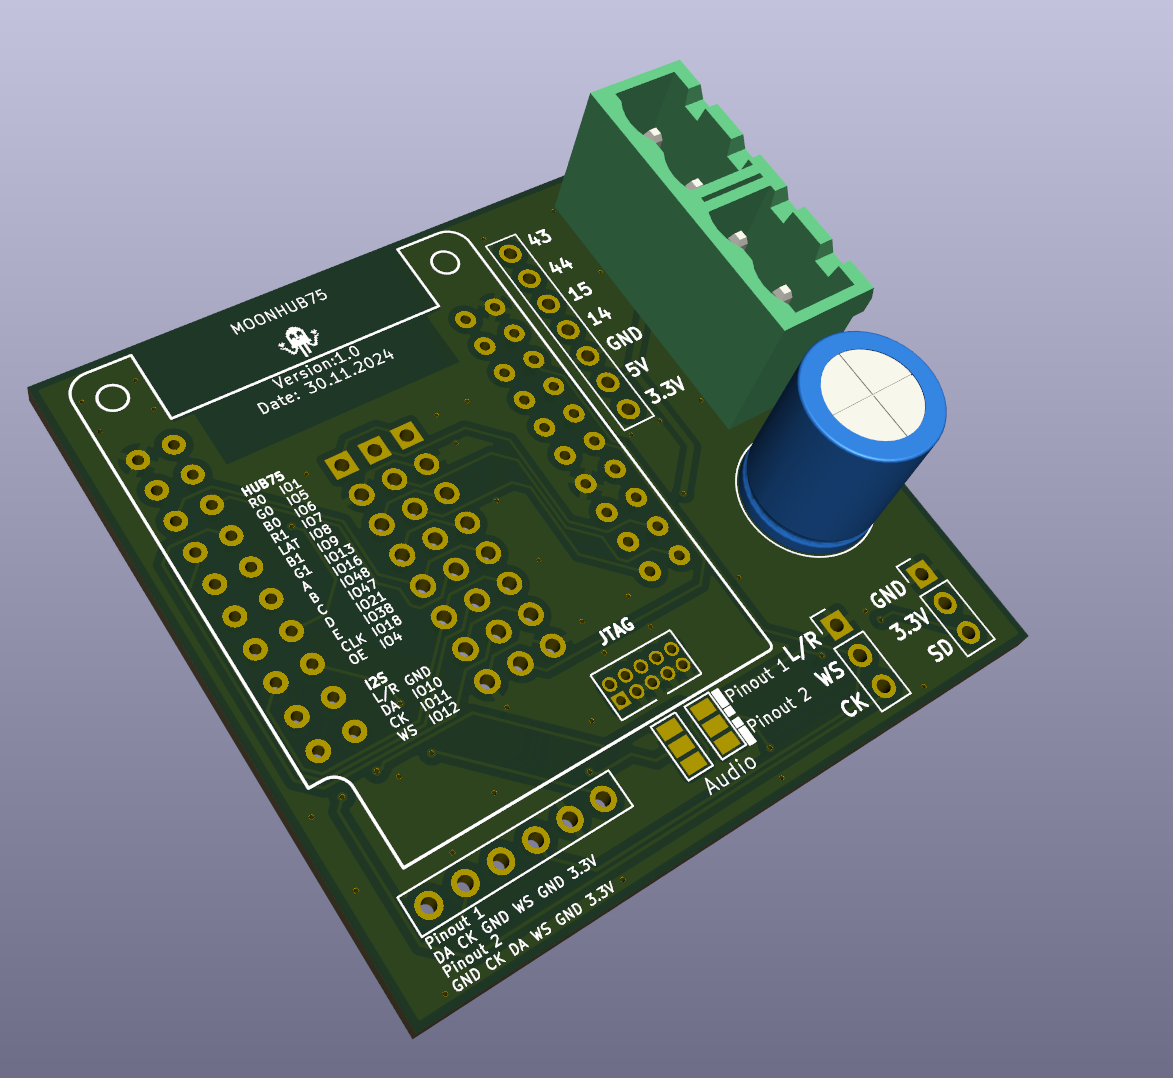 MOONHUB75
Version:1.0
Date: 30.11.2024
43
44
15
14
GND
5V
3.3V
HUB75
R0 IO1
G0 IO5
B0 IO6
R1 IO7
LAT IO8
B1 IO9
G1 IO13
A IO16
B IO48
C IO47
D IO21
E IO38
CLK IO18
OE IO4
I2S
L/R GND
DA IO10
CK IO11
WS IO12
JTAG
Pinout 1
Pinout 2
Audio
L/R
WS
CK
GND
3.3V
SD
Pinout 1
DA CK GND WS GND 3.3V
Pinout 2
GND CK DA WS GND 3.3V